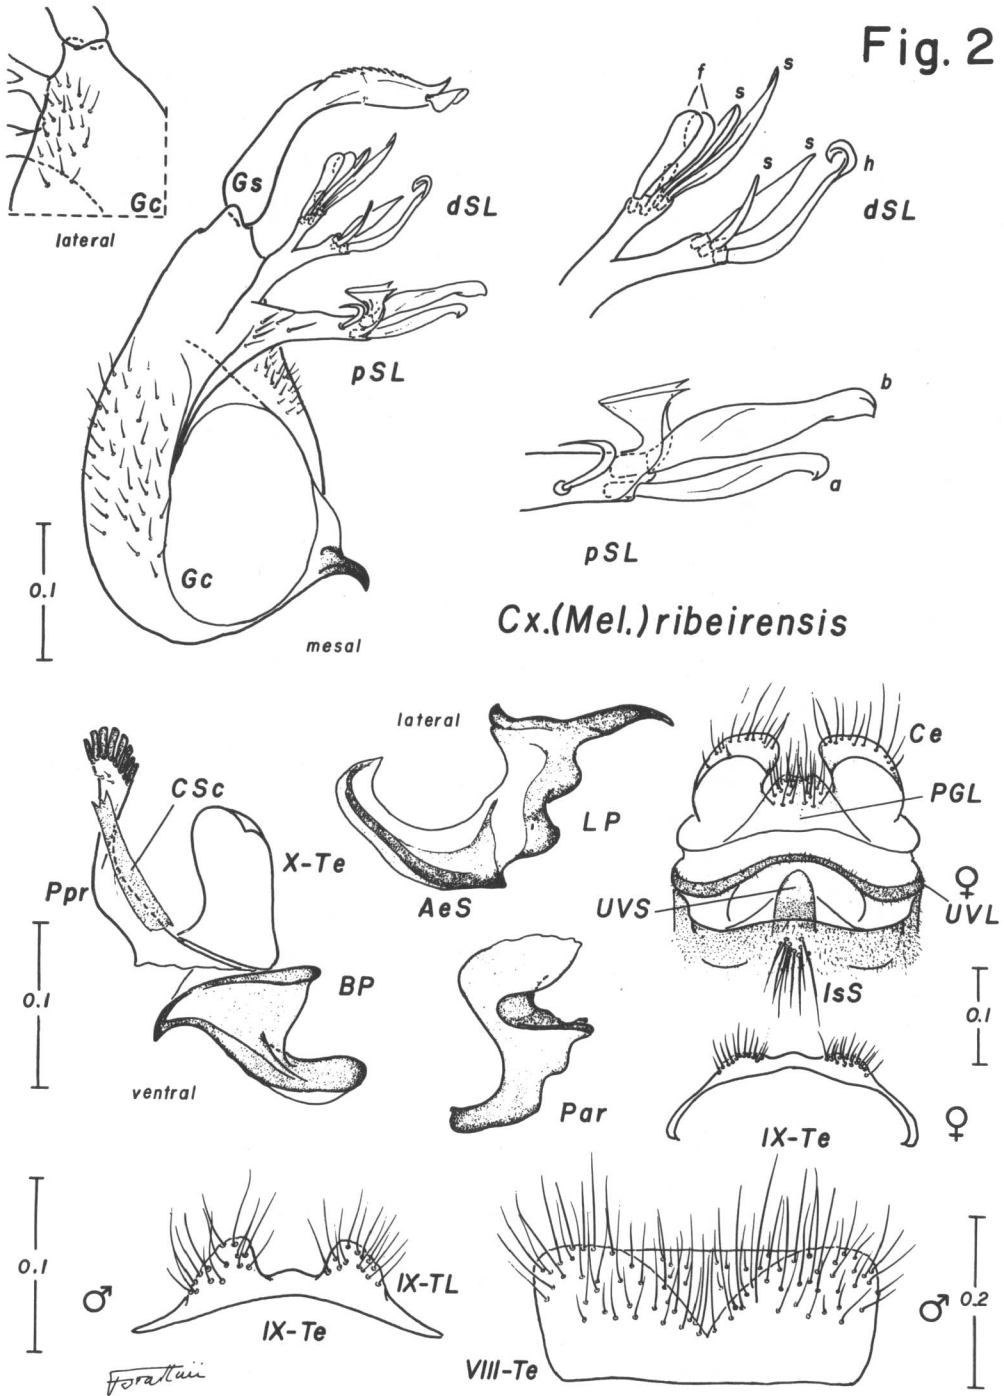 Fig. 2
Gc
lateral
Gs
dSL
pSL
Gc
mesal
0.1
f
s
s
s
s
h
dSL
b
a
pSL
Cx.(Mel.) ribeirensis
CSc
X-Te
Ppr
BP
0.1
ventral
lateral
LP
AeS
Par
Ce
PGL
♀
UVS
UVL
IsS
0.1
IX-Te
♀
0.1
♂
IX-TL
IX-Te
VIII-Te
♂
0.2
Forattini